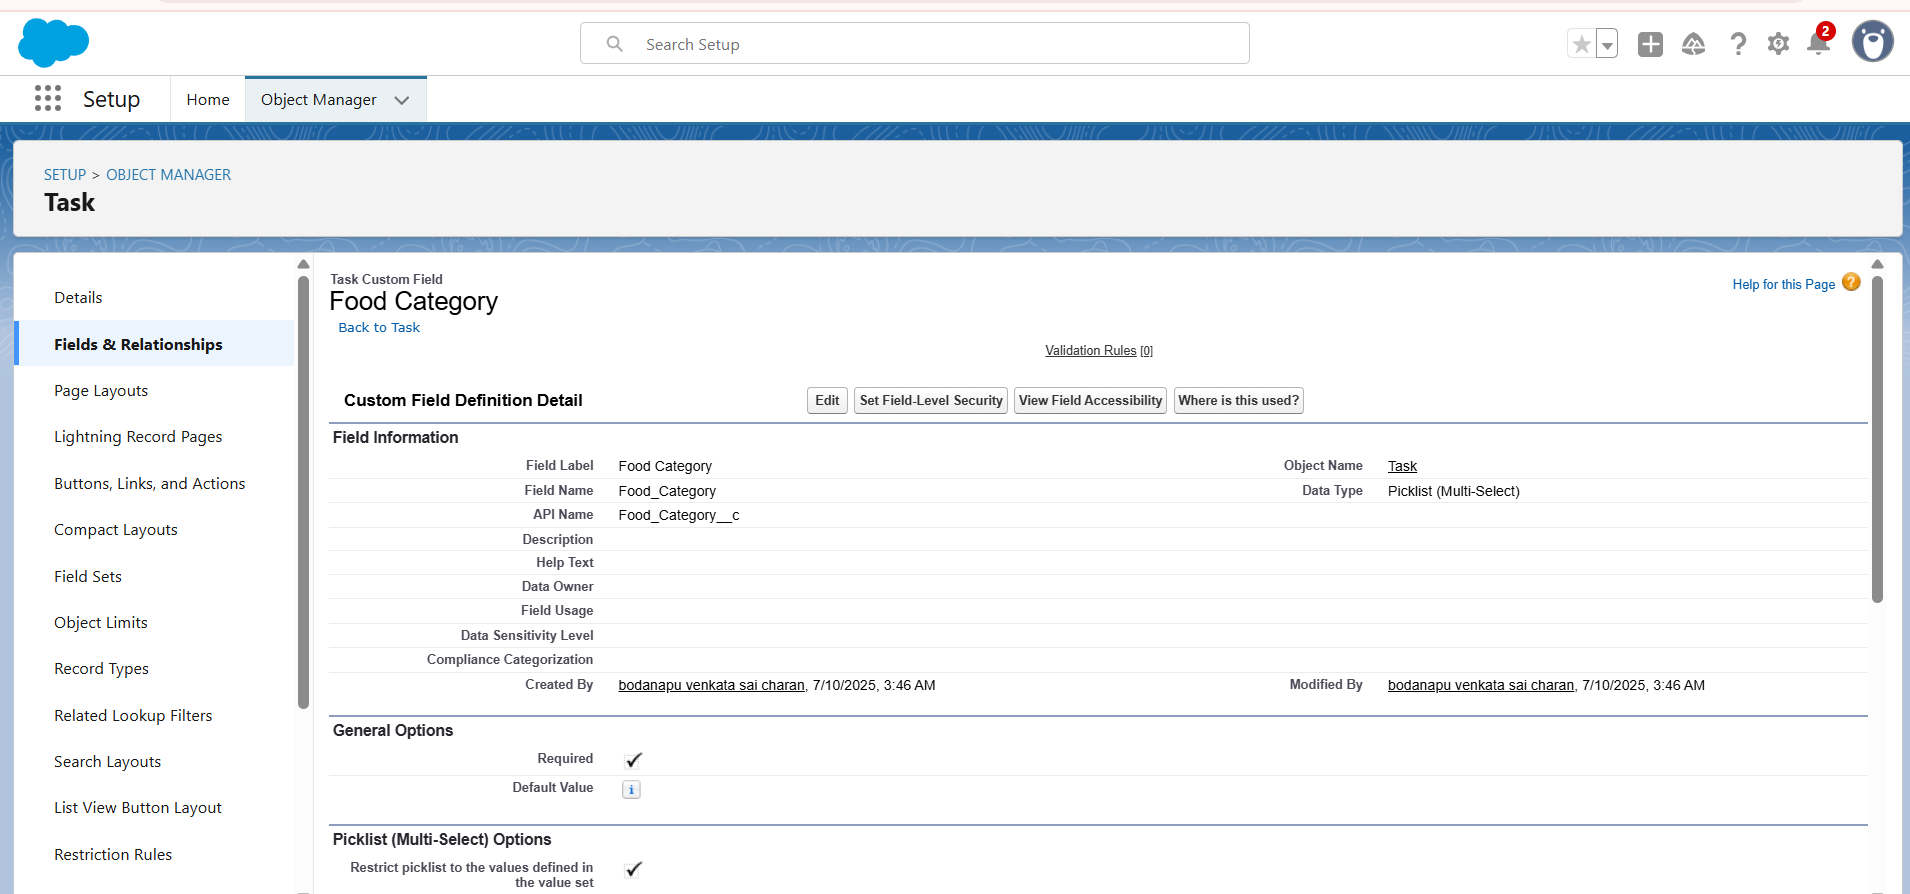 Search Setup
2
Setup
Home
Object Manager
SETUP > OBJECT MANAGER
Task
Details
Fields & Relationships
Page Layouts
Lightning Record Pages
Buttons, Links, and Actions
Compact Layouts
Field Sets
Object Limits
Record Types
Related Lookup Filters
Search Layouts
List View Button Layout
Restriction Rules
Task Custom Field
Food Category
Back to Task
Help for this Page ?
Validation Rules [0]
Custom Field Definition Detail
Edit
Set Field-Level Security
View Field Accessibility
Where is this used?
Field Information
Field Label Food Category Object Name Task
Field Name Food_Category Data Type Picklist (Multi-Select)
API Name Food_Category__c
Description
Help Text
Data Owner
Field Usage
Data Sensitivity Level
Compliance Categorization
Created By bodanapu venkata sai charan, 7/10/2025, 3:46 AM Modified By bodanapu venkata sai charan, 7/10/2025, 3:46 AM
General Options
Required
Default Value i
Picklist (Multi-Select) Options
Restrict picklist to the values defined in
the value set